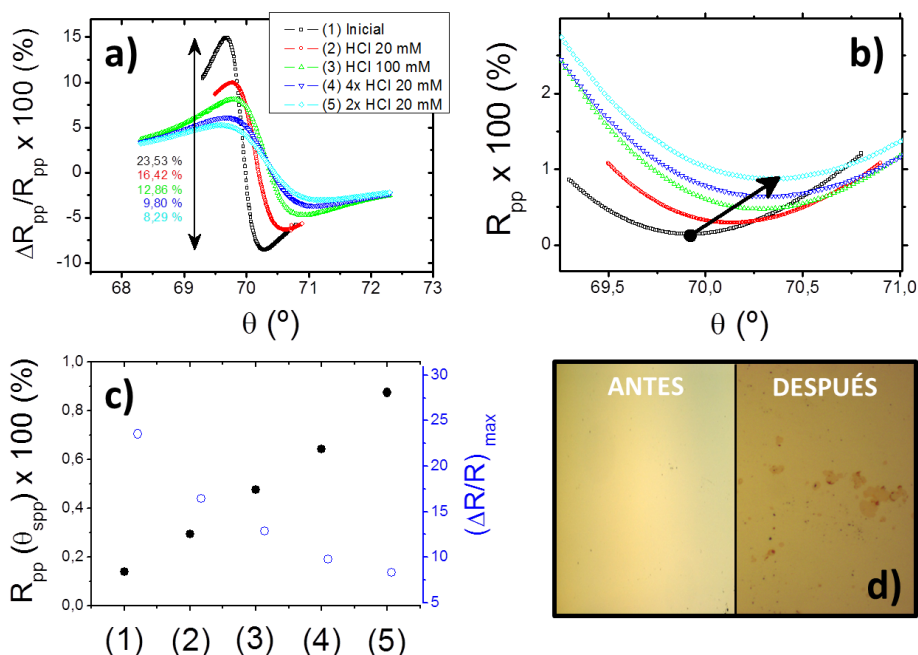 a)
(1) Inicial
(2) HCl 20 mM
(3) HCl 100 mM
(4) 4x HCl 20 mM
(5) 2x HCl 20 mM
23,53 %
16,42 %
12,86 %
9,80 %
8,29 %
ΔRpp/Rpp x 100 (%)
15
10
5
0
-5
-10
68 69 70 71 72 73
θ (º)
b)
Rpp x 100 (%)
2
1
0
69,5 70,0 70,5 71,0
θ (º)
c)
Rpp (θspp) x 100 (%)
1,0
0,8
0,6
0,4
0,2
0,0
(1) (2) (3) (4) (5)
30
25
20
15
10
5
(ΔR/R)max
ANTES
DESPUÉS
d)